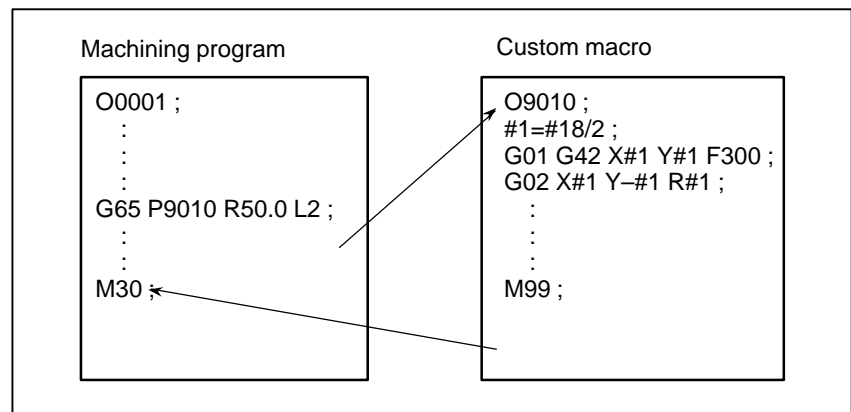 Machining program
O0001 ;
:
:
:
G65 P9010 R50.0 L2 ;
:
:
M30 ;
Custom macro
O9010 ;
#1=#18/2 ;
G01 G42 X#1 Y#1 F300 ;
G02 X#1 Y–#1 R#1 ;
:
:
:
M99 ;